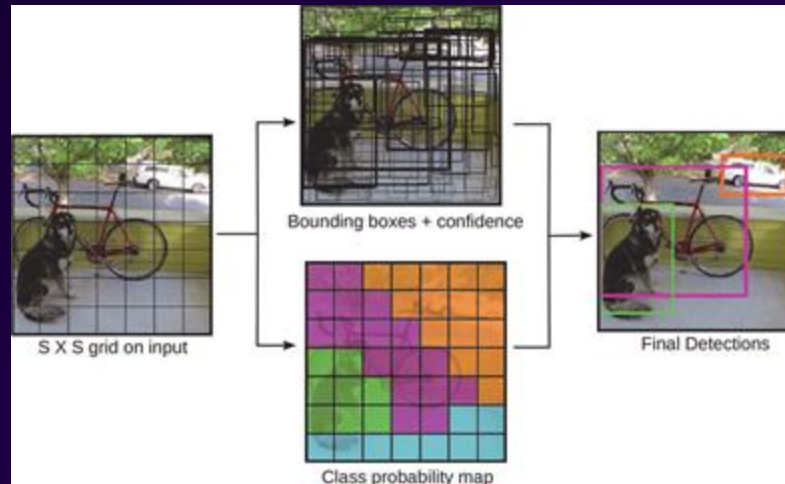 Bounding boxes + confidence
S X S grid on input
Final Detections
Class probability map